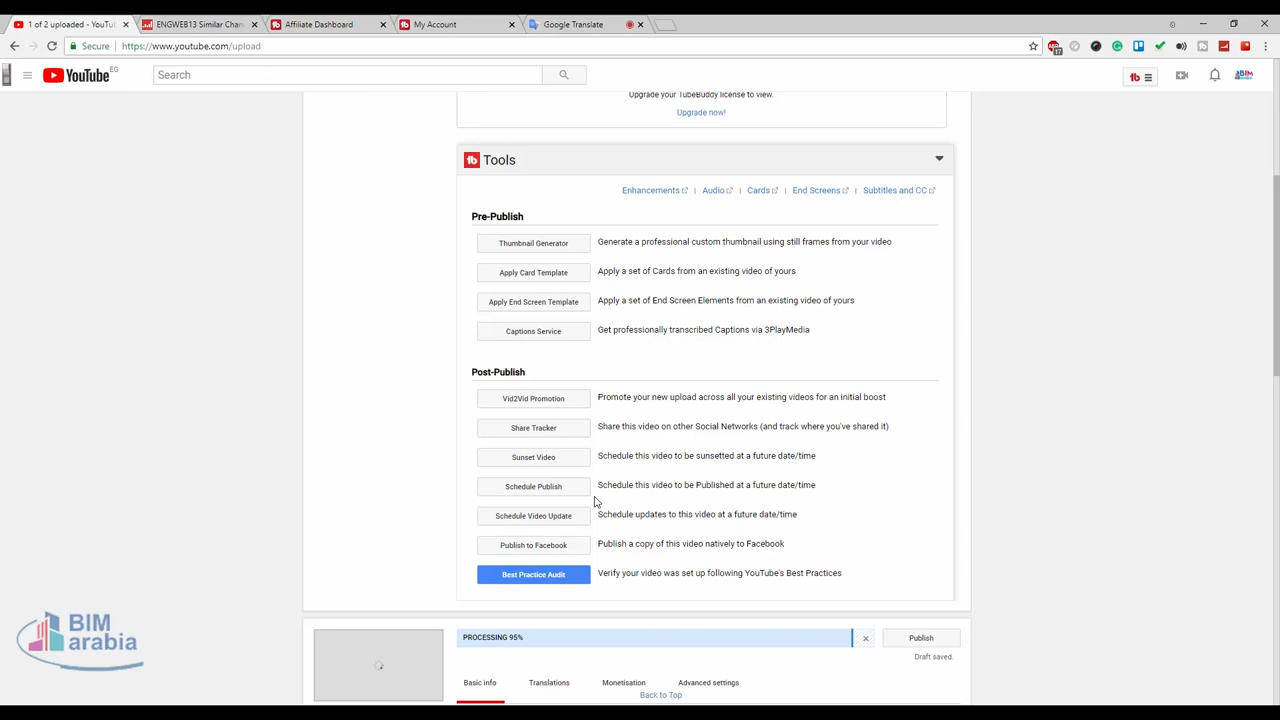 1 of 2 uploaded - YouTu
ENGWEB13 Similar Chan
Affiliate Dashboard
My Account
Google Translate
Secure
https://www.youtube.com/upload
YouTube EG
Search
Upgrade your TubeBuddy license to view.
Upgrade now!
tb Tools
Enhancements | Audio | Cards | End Screens | Subtitles and CC
Pre-Publish
Thumbnail Generator Generate a professional custom thumbnail using still frames from your video
Apply Card Template Apply a set of Cards from an existing video of yours
Apply End Screen Template Apply a set of End Screen Elements from an existing video of yours
Captions Service Get professionally transcribed Captions via 3PlayMedia
Post-Publish
Vid2Vid Promotion Promote your new upload across all your existing videos for an initial boost
Share Tracker Share this video on other Social Networks (and track where you've shared it)
Sunset Video Schedule this video to be sunsetted at a future date/time
Schedule Publish Schedule this video to be Published at a future date/time
Schedule Video Update Schedule updates to this video at a future date/time
Publish to Facebook Publish a copy of this video natively to Facebook
Best Practice Audit Verify your video was set up following YouTube's Best Practices
BIM
arabia
PROCESSING 95%
Publish
Draft saved.
Basic info Translations Monetisation Advanced settings
Back to Top